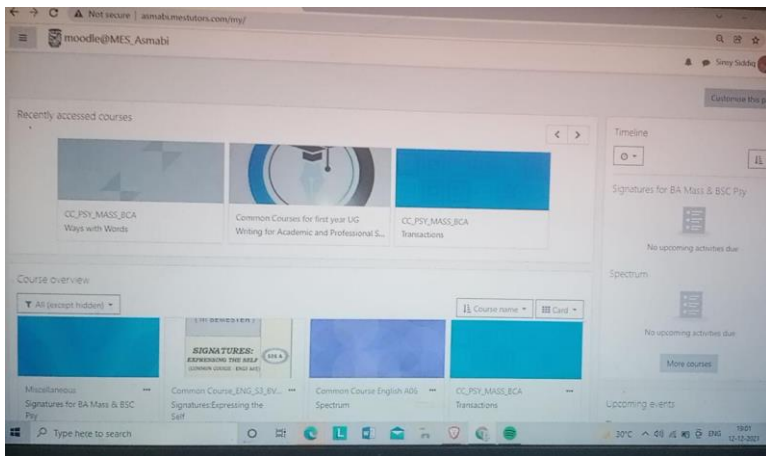 Not secure | asmabi.mestutors.com/my/
moodle@MES_Asmabi
Sincy Siddiq
Customise this p
Recently accessed courses
CC_PSY_MASS_BCA
Ways with Words
Common Courses for first year UG
Writing for Academic and Professional S...
CC_PSY_MASS_BCA
Transactions
Timeline
Signatures for BA Mass & BSC Psy
No upcoming activities due
Spectrum
No upcoming activities due
More courses
Upcoming events
Course overview
All (except hidden)
Course name
Card
SIGNATURES:
EXPRESSING THE SELF
Miscellaneous
Signatures for BA Mass & BSC
Psy
Common Course_ENG_S3_BV...
Signatures:Expressing the
Self
Common Course English A06
Spectrum
CC_PSY_MASS_BCA
Transactions
Type here to search
30°C
ENG
19:01
12-12-2021